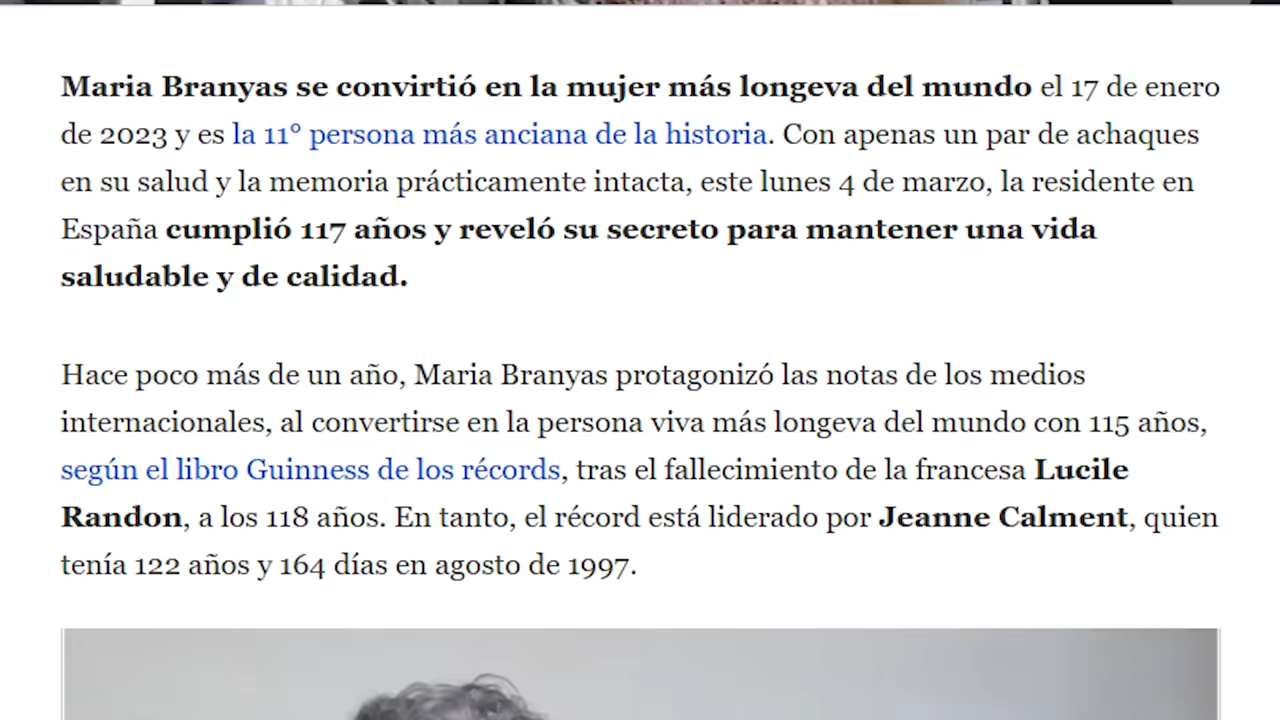 Maria Branyas se convirtió en la mujer más longeva del mundo el 17 de enero
de 2023 y es la 11° persona más anciana de la historia. Con apenas un par de achaques
en su salud y la memoria prácticamente intacta, este lunes 4 de marzo, la residente en
España cumplió 117 años y reveló su secreto para mantener una vida
saludable y de calidad.
Hace poco más de un año, Maria Branyas protagonizó las notas de los medios
internacionales, al convertirse en la persona viva más longeva del mundo con 115 años,
según el libro Guinness de los récords, tras el fallecimiento de la francesa Lucile
Randon, a los 118 años. En tanto, el récord está liderado por Jeanne Calment, quien
tenía 122 años y 164 días en agosto de 1997.